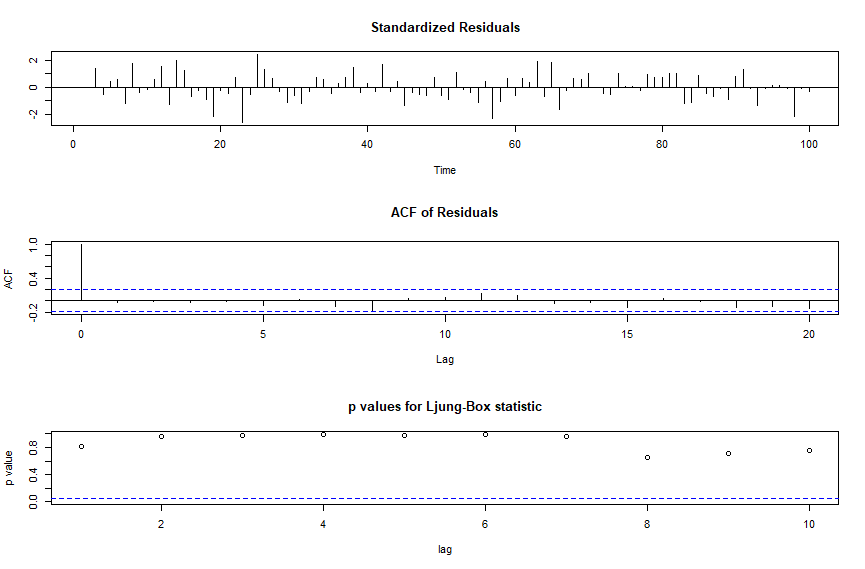 Standardized Residuals
2
0
-2
0 20 40 60 80 100
Time
ACF of Residuals
ACF
1.0
0.4
-0.2
0 5 10 15 20
Lag
p values for Ljung-Box statistic
p value
0.8
0.4
0.0
2 4 6 8 10
lag